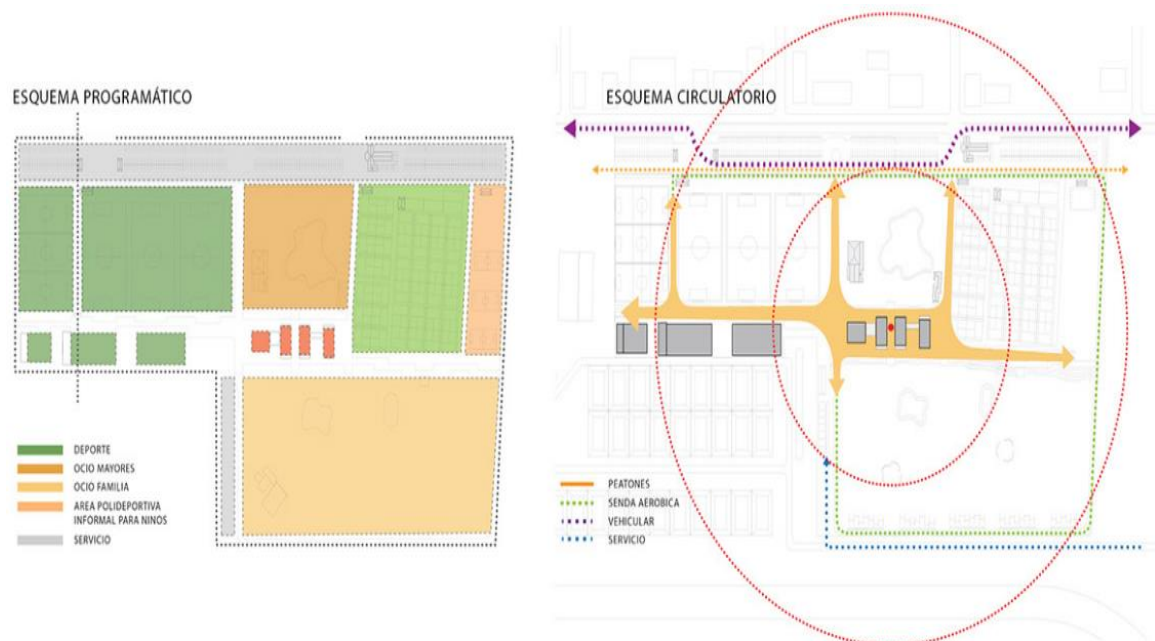 ESQUEMA PROGRAMÁTICO
DEPORTE
OCIO MAYORES
OCIO FAMILIA
AREA POLIDEPORTIVA
INFORMAL PARA NINOS
SERVICIO
ESQUEMA CIRCULATORIO
PEATONES
SENDA AEROBICA
VEHICULAR
SERVICIO